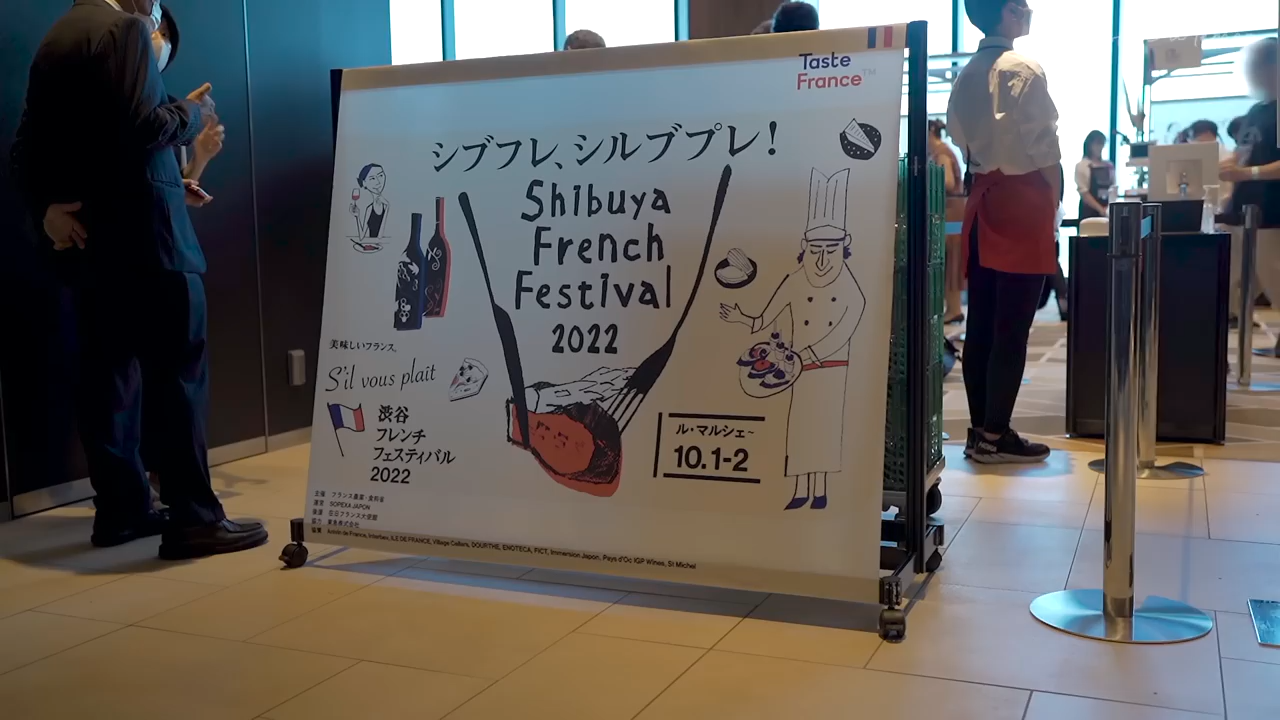 Taste
France™
シブフレ、シルブプレ!
Shibuya
French
Festival
2022
美味しいフランス。
S'il vous plait
渋谷
フレンチ
フェスティバル
2022
ル・マルシェ~
10.1-2
主催 フランス農業・食料省
運営 SOPEXA JAPON
後援 在日フランス大使館
協力 東急株式会社
協賛 Apidis de France, Interbev, ILE DE FRANCE, Village Cellars, DOURTHE, ENOTECA, FICT, Immersion Japon, Pays d'Oc IGP Wines, St Michel